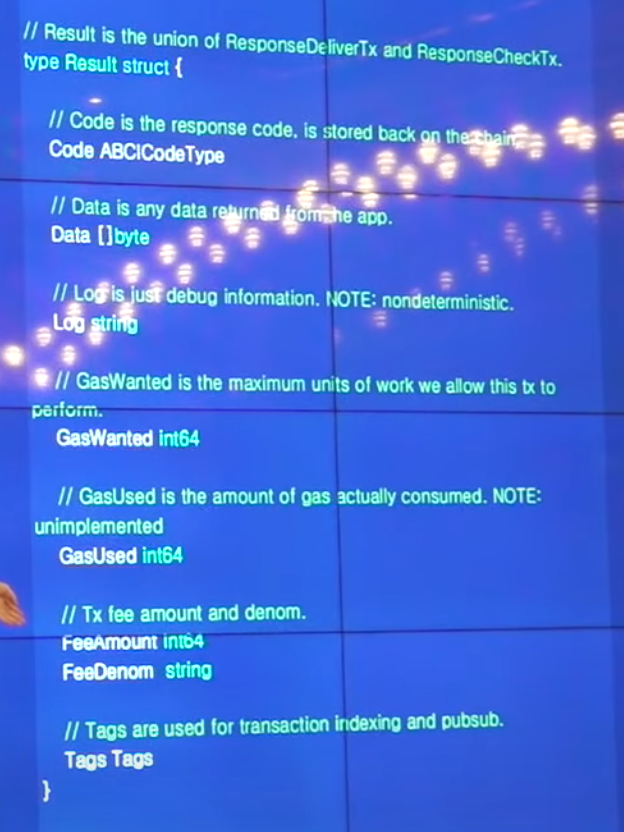 // Result is the union of ResponseDeliverTx and ResponseCheckTx.
type Result struct {
// Code is the response code, is stored back on the chain.
Code ABCICodeType
// Data is any data returned from the app.
Data []byte
// Log is just debug information. NOTE: nondeterministic.
Log string
// GasWanted is the maximum units of work we allow this tx to
perform.
GasWanted int64
// GasUsed is the amount of gas actually consumed. NOTE:
unimplemented
GasUsed int64
// Tx fee amount and denom.
FeeAmount int64
FeeDenom string
// Tags are used for transaction indexing and pubsub.
Tags Tags
}